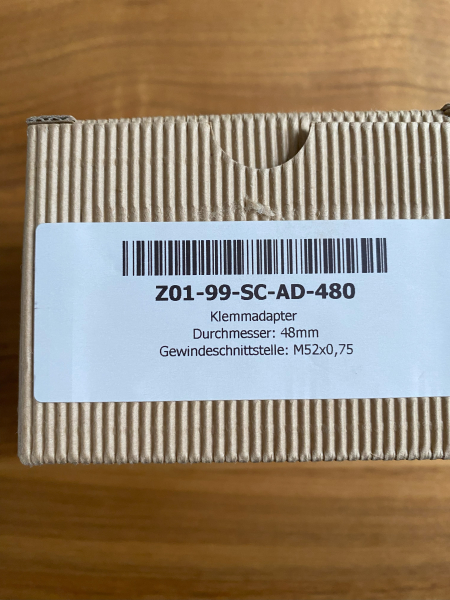 Z01-99-SC-AD-480
Klemmadapter
Durchmesser: 48mm
Gewindeschnittstelle: M52x0,75